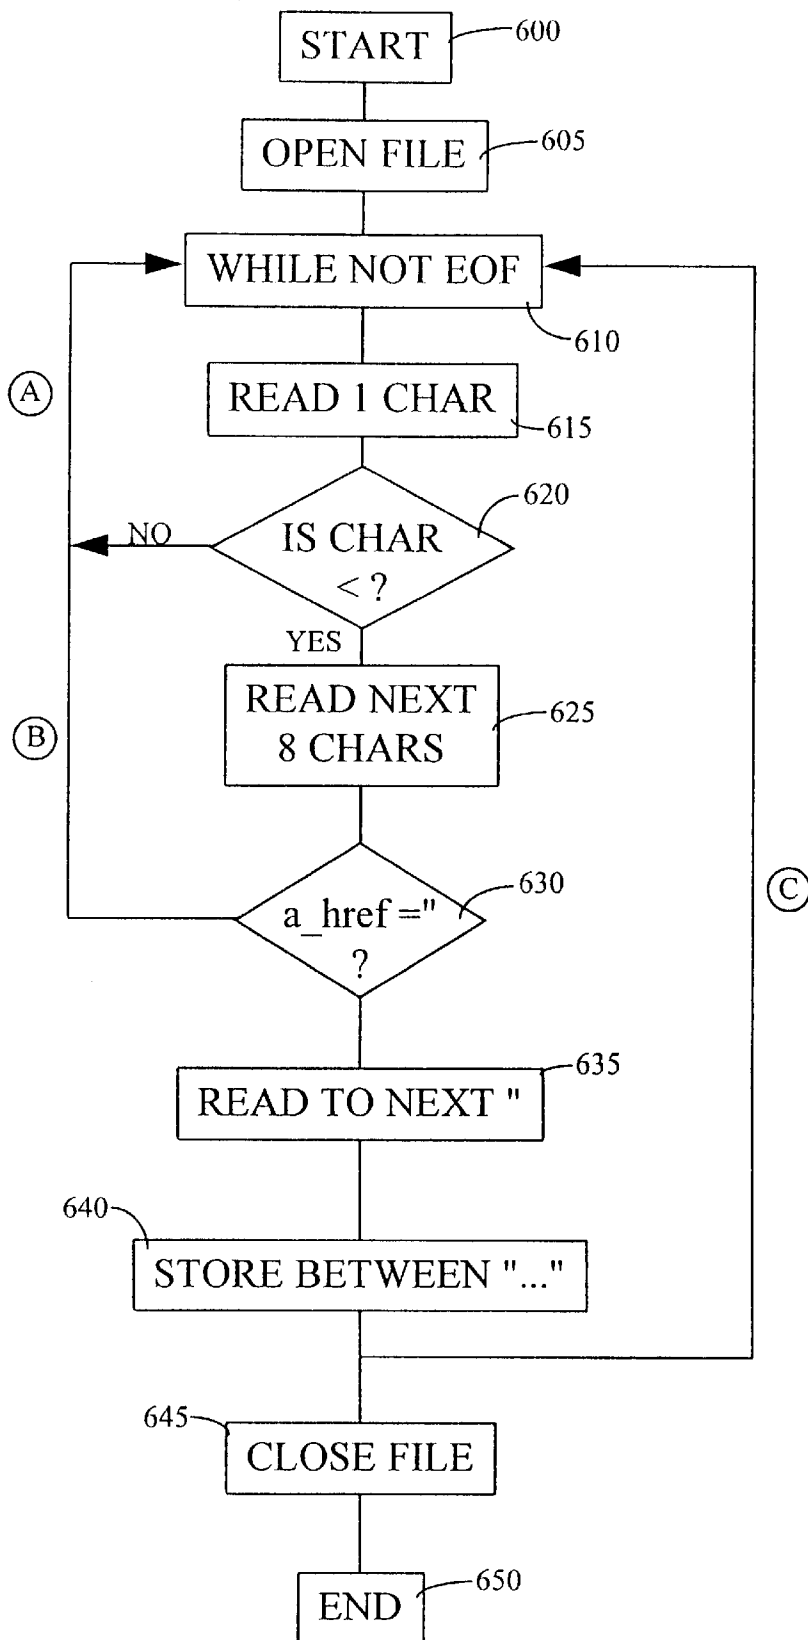 START
600
OPEN FILE
605
WHILE NOT EOF
610
A
READ 1 CHAR
615
620
NO
IS CHAR
< ?
YES
READ NEXT
8 CHARS
625
B
630
C
a_href ="
?
635
READ TO NEXT "
640
STORE BETWEEN "..."
645
CLOSE FILE
650
END